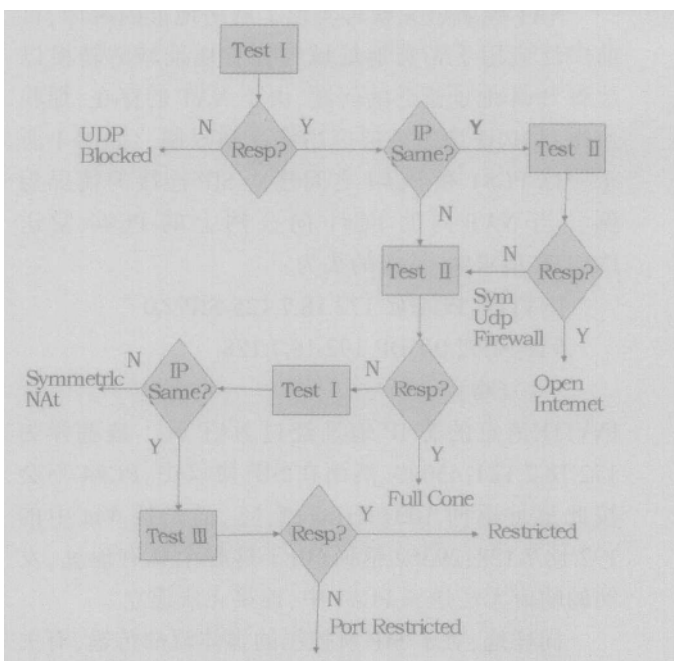 Test I
N
Y
Y
UDP
Blocked
Resp?
IP
Same?
Test II
N
N
Test II
Resp?
Sym
Udp
Firewall
Y
N
IP
Same?
N
Symmetrlc
NAt
Test I
Resp?
Open
Internet
Y
Y
Full Cone
Test III
Resp?
Y
Restricted
N
Port Restricted